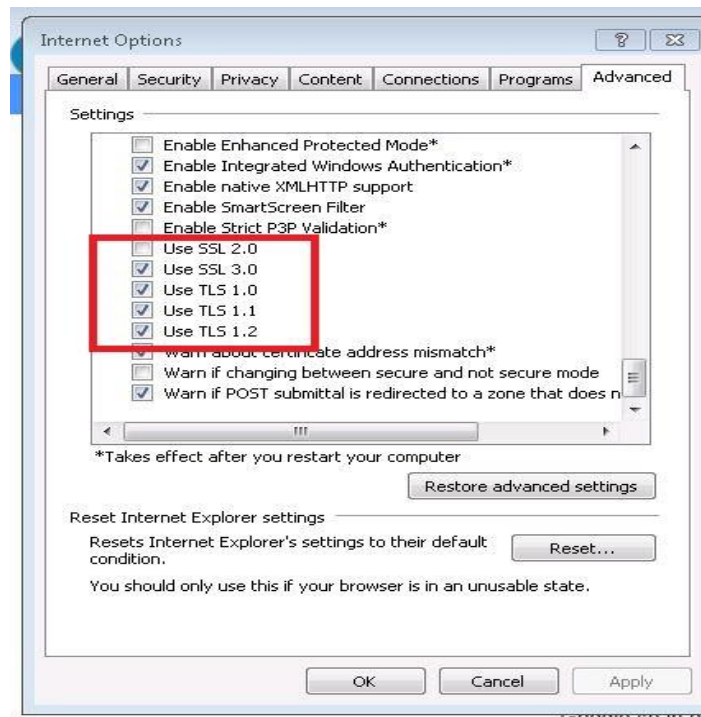 Internet Options
General Security Privacy Content Connections Programs Advanced
Settings
Enable Enhanced Protected Mode*
Enable Integrated Windows Authentication*
Enable native XMLHTTP support
Enable SmartScreen Filter
Enable Strict P3P Validation*
Use SSL 2.0
Use SSL 3.0
Use TLS 1.0
Use TLS 1.1
Use TLS 1.2
Warn about certificate address mismatch*
Warn if changing between secure and not secure mode
Warn if POST submittal is redirected to a zone that does n
*Takes effect after you restart your computer
Restore advanced settings
Reset Internet Explorer settings
Resets Internet Explorer's settings to their default
condition.
Reset...
You should only use this if your browser is in an unusable state.
OK Cancel Apply